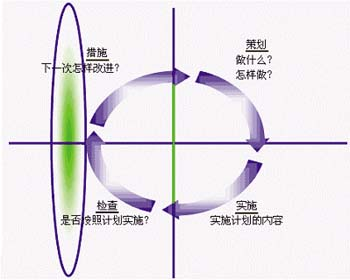 措施
下一次怎样改进?
策划
做什么?
怎样做?
检查
是否按照计划实施?
实施
实施计划的内容